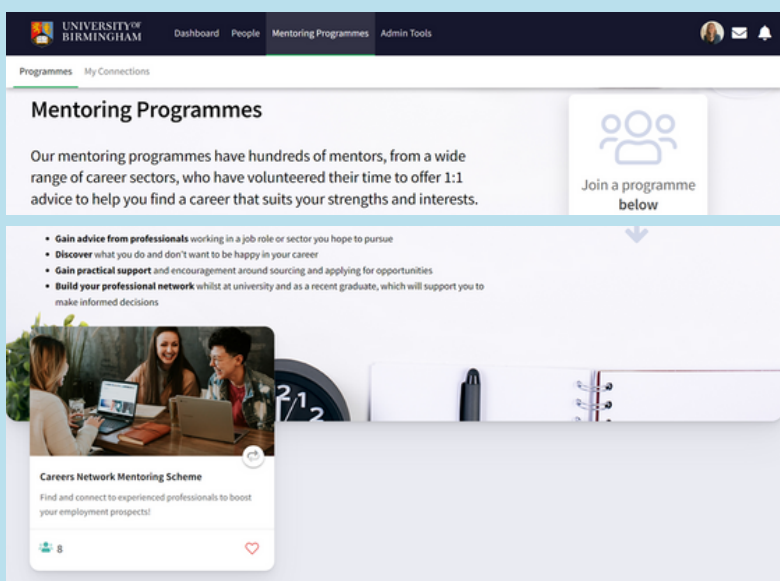 UNIVERSITY OF
BIRMINGHAM
Dashboard People Mentoring Programmes Admin Tools
Programmes My Connections
Mentoring Programmes
Our mentoring programmes have hundreds of mentors, from a wide
range of career sectors, who have volunteered their time to offer 1:1
advice to help you find a career that suits your strengths and interests.
Join a programme
below
• Gain advice from professionals working in a job role or sector you hope to pursue
• Discover what you do and don't want to be happy in your career
• Gain practical support and encouragement around sourcing and applying for opportunities
• Build your professional network whilst at university and as a recent graduate, which will support you to
make informed decisions
2 1
12
Careers Network Mentoring Scheme
Find and connect to experienced professionals to boost
your employment prospects!
8